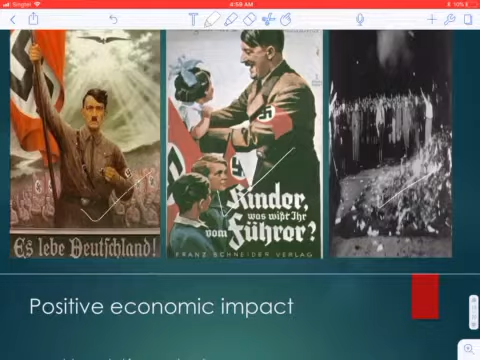 Singtel
4:59 AM
10%
Es lebe Deutschland!
Kinder,
was wißt Ihr
vom Führer?
FRANZ SCHNEIDER VERLAG
Positive economic impact